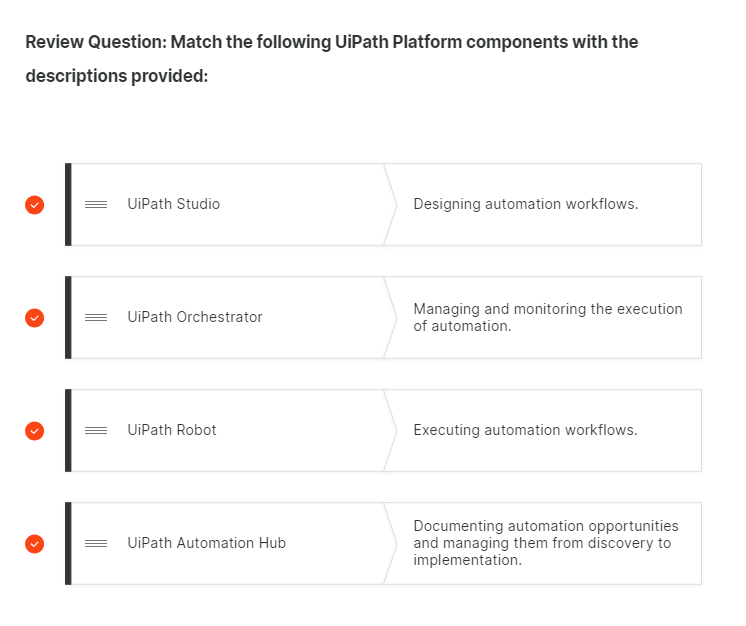 Review Question: Match the following UiPath Platform components with the
descriptions provided:
UiPath Studio
Designing automation workflows.
UiPath Orchestrator
Managing and monitoring the execution
of automation.
UiPath Robot
Executing automation workflows.
UiPath Automation Hub
Documenting automation opportunities
and managing them from discovery to
implementation.